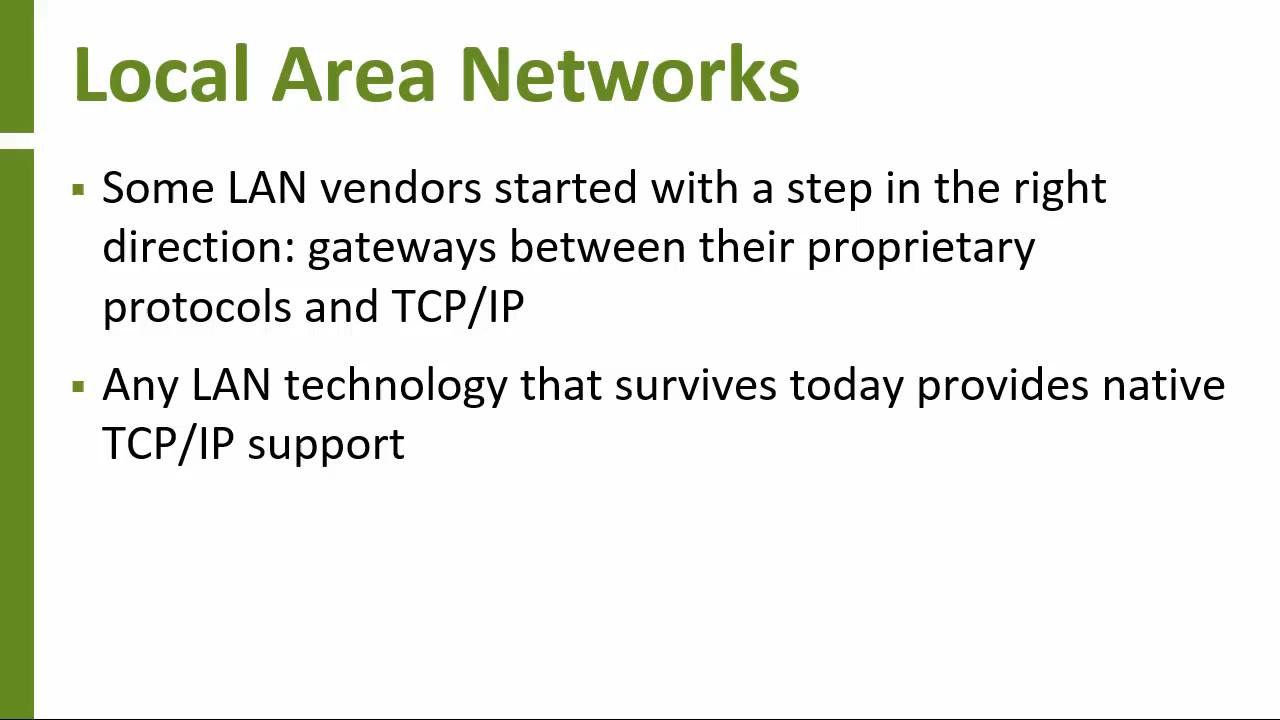 Local Area Networks
▪ Some LAN vendors started with a step in the right
direction: gateways between their proprietary
protocols and TCP/IP
▪ Any LAN technology that survives today provides native
TCP/IP support